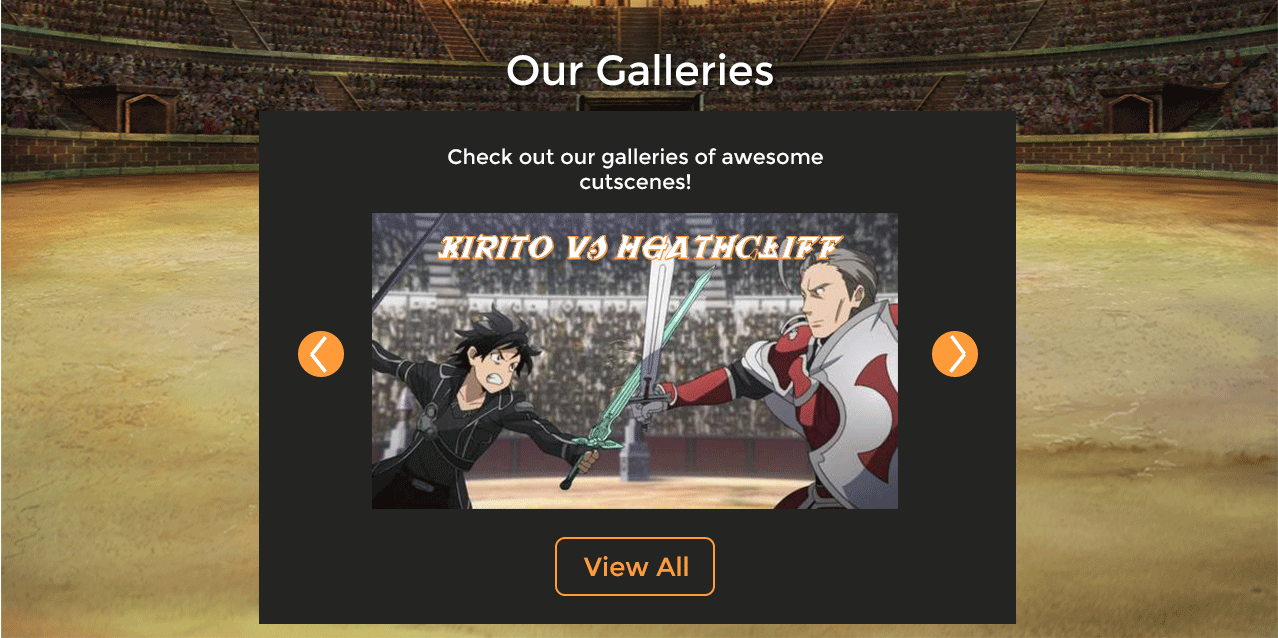 Our Galleries
Check out our galleries of awesome
cutscenes!
KIRITO VS HEATHCLIFF
View All